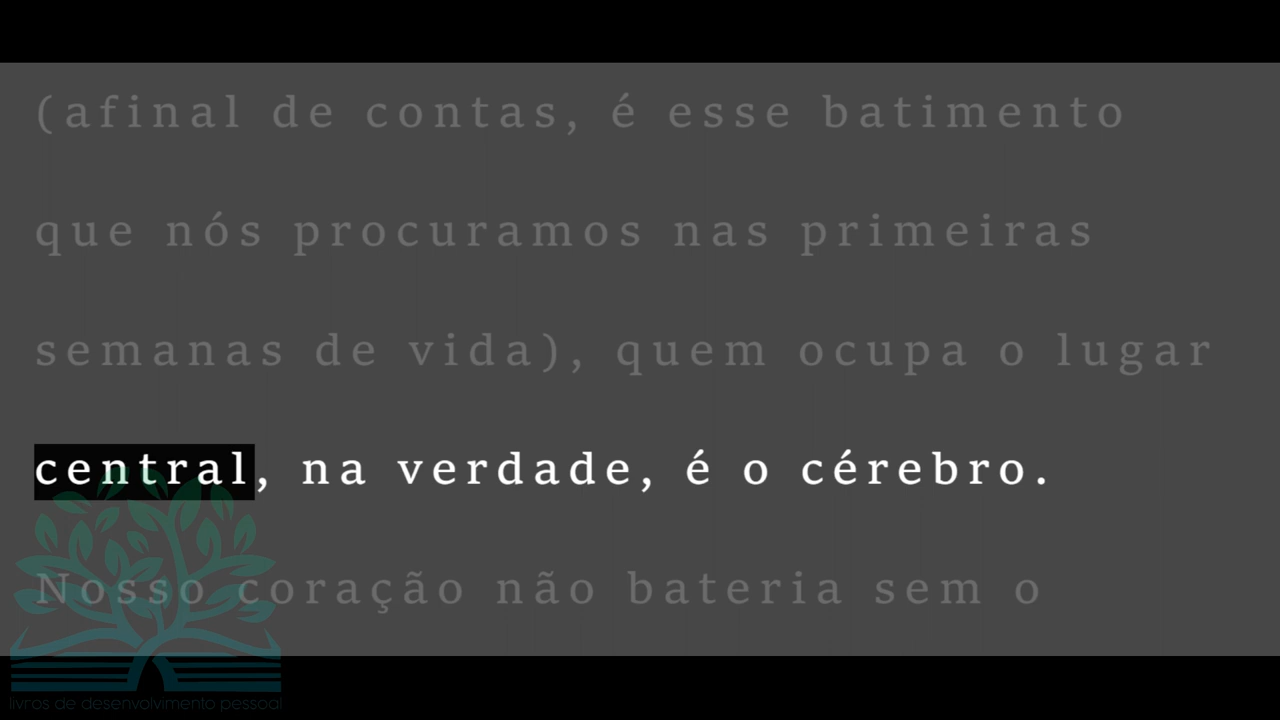 (afinal de contas, é esse batimento
que nós procuramos nas primeiras
semanas de vida), quem ocupa o lugar
central, na verdade, é o cérebro.
Nosso coração não bateria sem o
livros de desenvolvimento pessoal